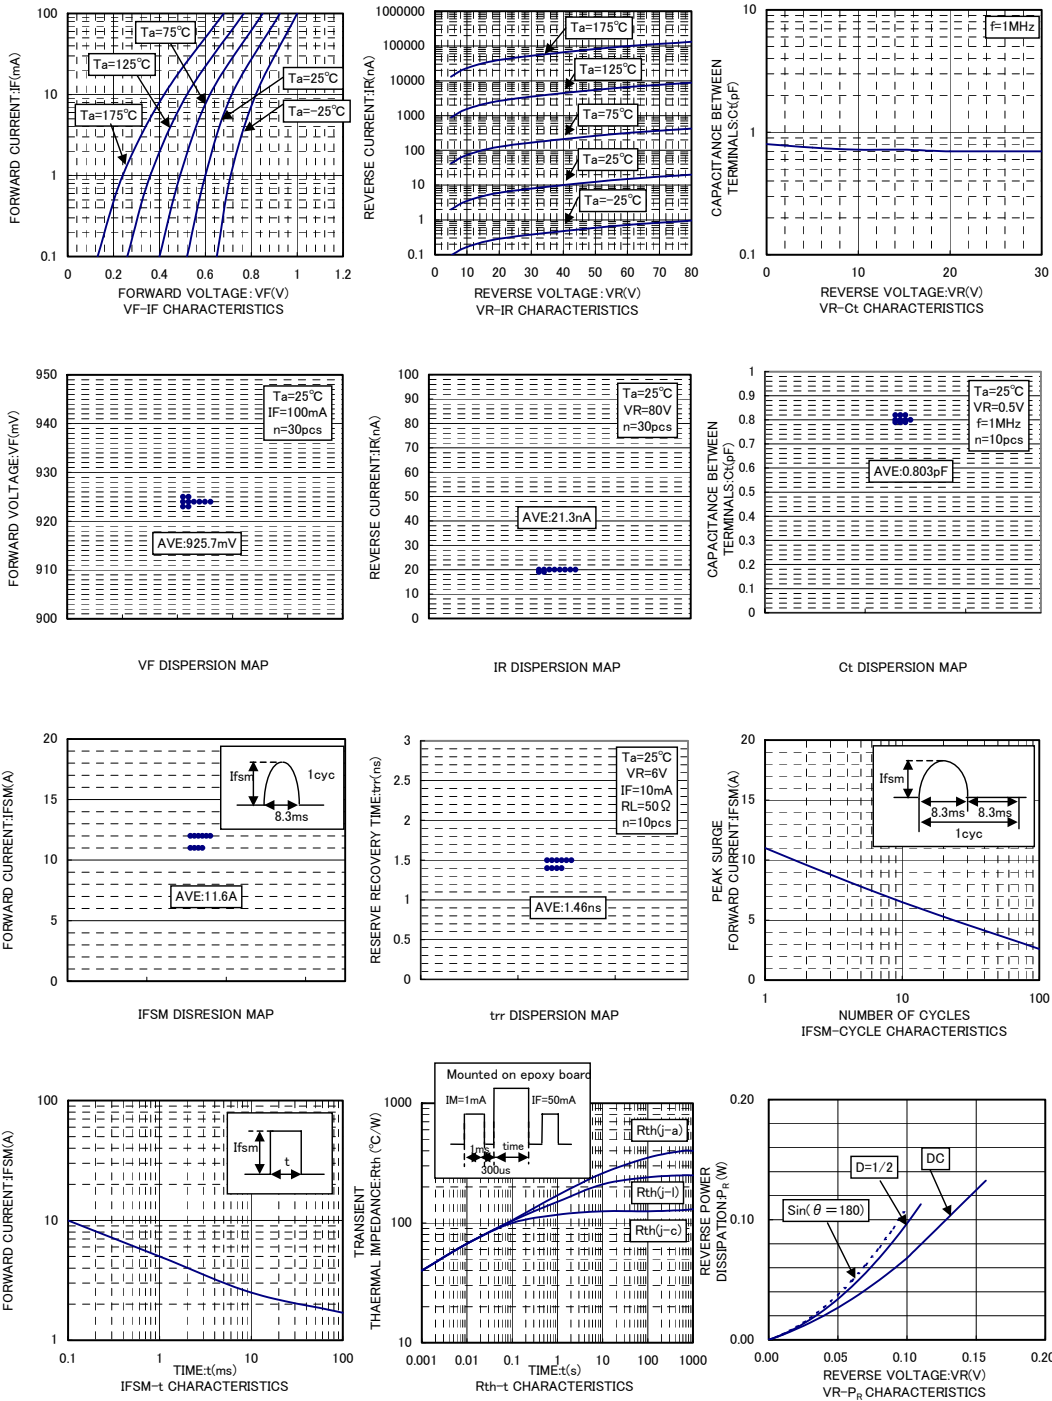 FORWARD CURRENT:IF(mA)
100
10
1
0.1
Ta=75℃
Ta=125℃
Ta=175℃
Ta=25℃
Ta=-25℃
0
0.2
0.4
0.6
0.8
1
1.2
FORWARD VOLTAGE:VF(V)
VF-IF CHARACTERISTICS
REVERSE CURRENT:IR(nA)
1000000
100000
10000
1000
100
10
1
0.1
Ta=175℃
Ta=125℃
Ta=75℃
Ta=25℃
Ta=-25℃
0
10
20
30
40
50
60
70
80
REVERSE VOLTAGE:VR(V)
VR-IR CHARACTERISTICS
CAPACITANCE BETWEEN
TERMINALS:Ct(pF)
10
1
0.1
f=1MHz
0
10
20
30
REVERSE VOLTAGE:VR(V)
VR-Ct CHARACTERISTICS
FORWARD VOLTAGE:VF(mV)
950
940
930
920
910
900
Ta=25℃
IF=100mA
n=30pcs
AVE:925.7mV
VF DISPERSION MAP
REVERSE CURRENT:IR(nA)
100
90
80
70
60
50
40
30
20
10
0
Ta=25℃
VR=80V
n=30pcs
AVE:21.3nA
IR DISPERSION MAP
CAPACITANCE BETWEEN
TERMINALS:Ct(pF)
1
0.9
0.8
0.7
0.6
0.5
0.4
0.3
0.2
0.1
0
Ta=25℃
VR=0.5V
f=1MHz
n=10pcs
AVE:0.803pF
Ct DISPERSION MAP
FORWARD CURRENT:IFSM(A)
20
15
10
5
0
Ifsm
1cyc
8.3ms
AVE:11.6A
IFSM DISRESION MAP
RESERVE RECOVERY TIME:trr(ns)
3
2.5
2
1.5
1
0.5
0
Ta=25℃
VR=6V
IF=10mA
RL=50Ω
n=10pcs
AVE:1.46ns
trr DISPERSION MAP
PEAK SURGE
FORWARD CURRENT:IFSM(A)
20
15
10
5
0
Ifsm
8.3ms
8.3ms
1cyc
1
10
100
NUMBER OF CYCLES
IFSM-CYCLE CHARACTERISTICS
FORWARD CURRENT:IFSM(A)
100
10
1
Ifsm
t
0.1
1
10
100
TIME:t(ms)
IFSM-t CHARACTERISTICS
TRANSIENT
THAERMAL IMPEDANCE:Rth (℃/W)
1000
100
10
Mounted on epoxy board
IM=1mA
IF=50mA
1ms
time
300us
Rth(j-a)
Rth(j-l)
Rth(j-c)
0.001
0.01
0.1
1
10
100
1000
TIME:t(s)
Rth-t CHARACTERISTICS
REVERSE POWER
DISSIPATION:PR (W)
0.20
0.10
0.00
D=1/2
DC
Sin(θ=180)
0.00
0.05
0.10
0.15
0.20
REVERSE VOLTAGE:VR(V)
VR-PR CHARACTERISTICS